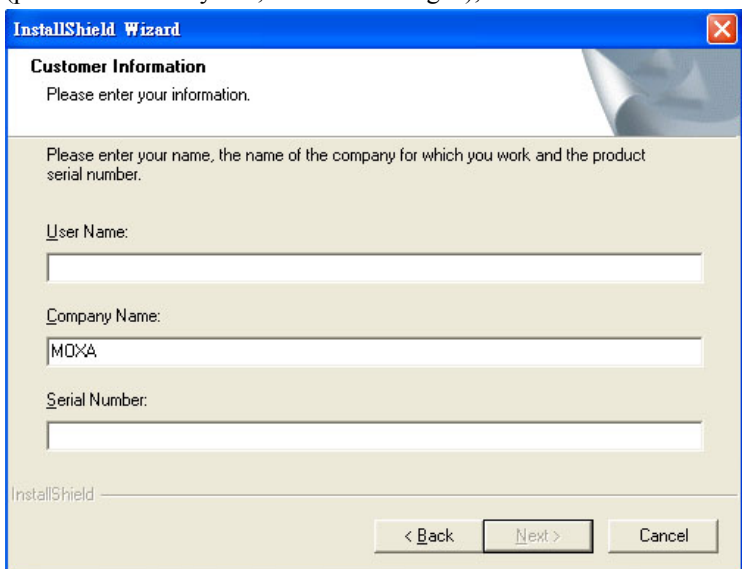 InstallShield Wizard
Customer Information
Please enter your information.
Please enter your name, the name of the company for which you work and the product
serial number.
User Name:
Company Name:
MOXA
Serial Number:
InstallShield
< Back
Next >
Cancel